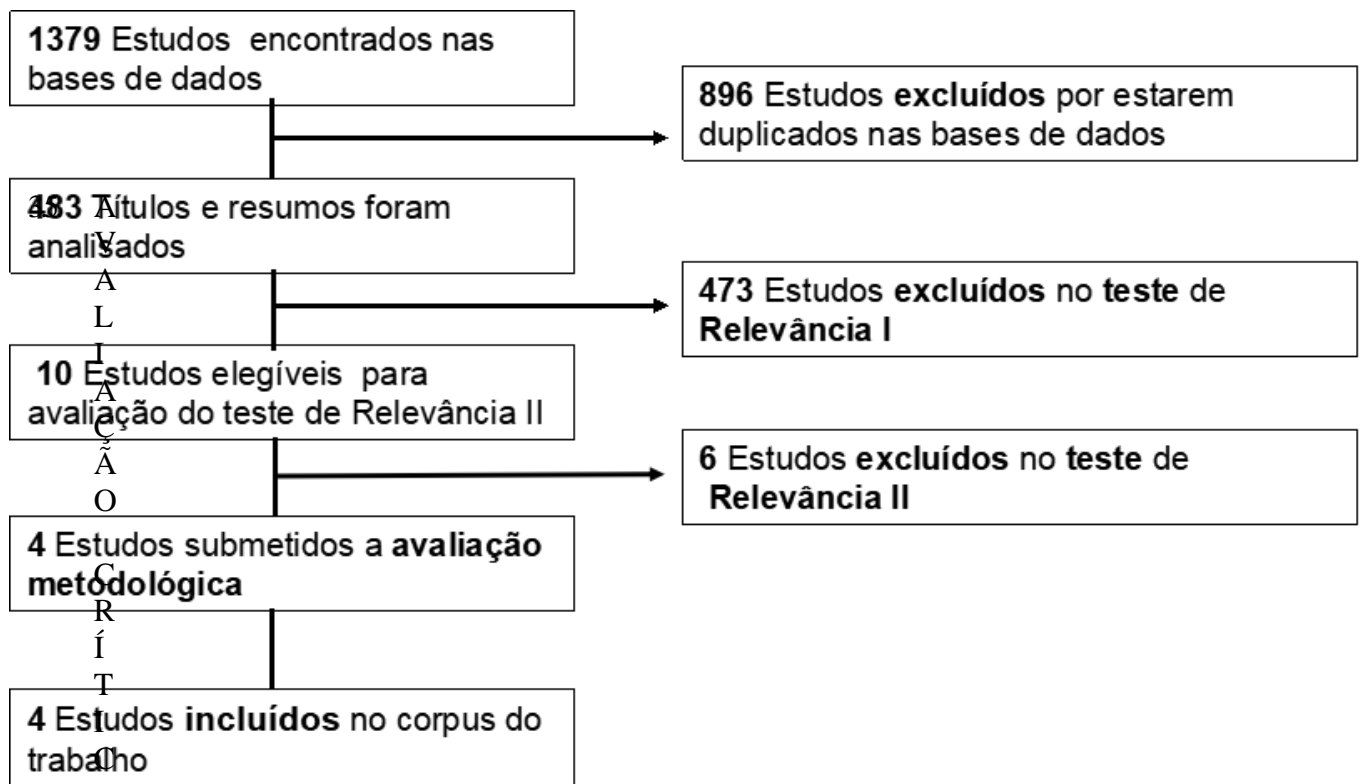 1379 Estudos encontrados nas
bases de dados
896 Estudos excluídos por estarem
duplicados nas bases de dados
483 Títulos e resumos foram
analisados
473 Estudos excluídos no teste de
Relevância I
10 Estudos elegíveis para
avaliação do teste de Relevância II
6 Estudos excluídos no teste de
Relevância II
4 Estudos submetidos a avaliação
metodológica
4 Estudos incluídos no corpus do
trabalho
A
V
A
L
I
A
Ç
Ã
O
C
R
Í
T
I
C